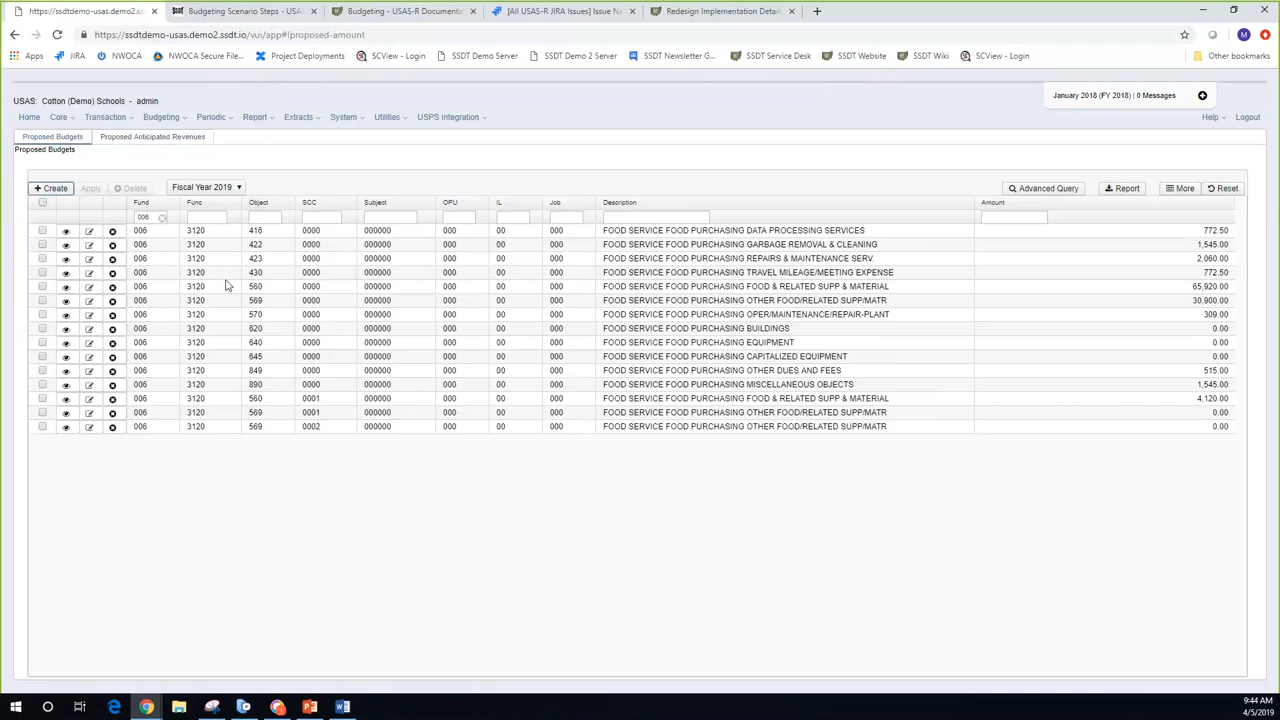 https://ssdtdemo-usas.demo2.ss...
Budgeting Scenario Steps - USAS-
Budgeting - USAS-R Documenta
[All USAS-R JIRA Issues] Issue Na
Redesign Implementation Details
https://ssdtdemo-usas.demo2.ssdt.io/vui/app#!proposed-amount
Apps JIRA NWOCA NWOCA Secure File... Project Deployments SCView - Login SSDT Demo Server SSDT Demo 2 Server SSDT Newsletter G... SSDT Service Desk SSDT Website SSDT Wiki SCView - Login Other bookmarks
January 2018 (FY 2018) | 0 Messages
USAS: Cotton (Demo) Schools - admin
Home Core Transaction Budgeting Periodic Report Extracts System Utilities USPS Integration Help Logout
Proposed Budgets Proposed Anticipated Revenues
Proposed Budgets
Create Apply Delete Fiscal Year 2019 Advanced Query Report More Reset
Fund Func Object SCC Subject OPU IL Job Description Amount
006
006 3120 416 0000 000000 000 00 000 FOOD SERVICE FOOD PURCHASING DATA PROCESSING SERVICES 772.50
006 3120 422 0000 000000 000 00 000 FOOD SERVICE FOOD PURCHASING GARBAGE REMOVAL & CLEANING 1,545.00
006 3120 423 0000 000000 000 00 000 FOOD SERVICE FOOD PURCHASING REPAIRS & MAINTENANCE SERV. 2,060.00
006 3120 430 0000 000000 000 00 000 FOOD SERVICE FOOD PURCHASING TRAVEL MILEAGE/MEETING EXPENSE 772.50
006 3120 560 0000 000000 000 00 000 FOOD SERVICE FOOD PURCHASING FOOD & RELATED SUPP & MATERIAL 65,920.00
006 3120 569 0000 000000 000 00 000 FOOD SERVICE FOOD PURCHASING OTHER FOOD/RELATED SUPP/MATR 30,900.00
006 3120 570 0000 000000 000 00 000 FOOD SERVICE FOOD PURCHASING OPER/MAINTENANCE/REPAIR-PLANT 309.00
006 3120 620 0000 000000 000 00 000 FOOD SERVICE FOOD PURCHASING BUILDINGS 0.00
006 3120 640 0000 000000 000 00 000 FOOD SERVICE FOOD PURCHASING EQUIPMENT 0.00
006 3120 645 0000 000000 000 00 000 FOOD SERVICE FOOD PURCHASING CAPITALIZED EQUIPMENT 0.00
006 3120 849 0000 000000 000 00 000 FOOD SERVICE FOOD PURCHASING OTHER DUES AND FEES 515.00
006 3120 890 0000 000000 000 00 000 FOOD SERVICE FOOD PURCHASING MISCELLANEOUS OBJECTS 1,545.00
006 3120 560 0001 000000 000 00 000 FOOD SERVICE FOOD PURCHASING FOOD & RELATED SUPP & MATERIAL 4,120.00
006 3120 569 0001 000000 000 00 000 FOOD SERVICE FOOD PURCHASING OTHER FOOD/RELATED SUPP/MATR 0.00
006 3120 569 0002 000000 000 00 000 FOOD SERVICE FOOD PURCHASING OTHER FOOD/RELATED SUPP/MATR 0.00
9:44 AM
4/5/2019